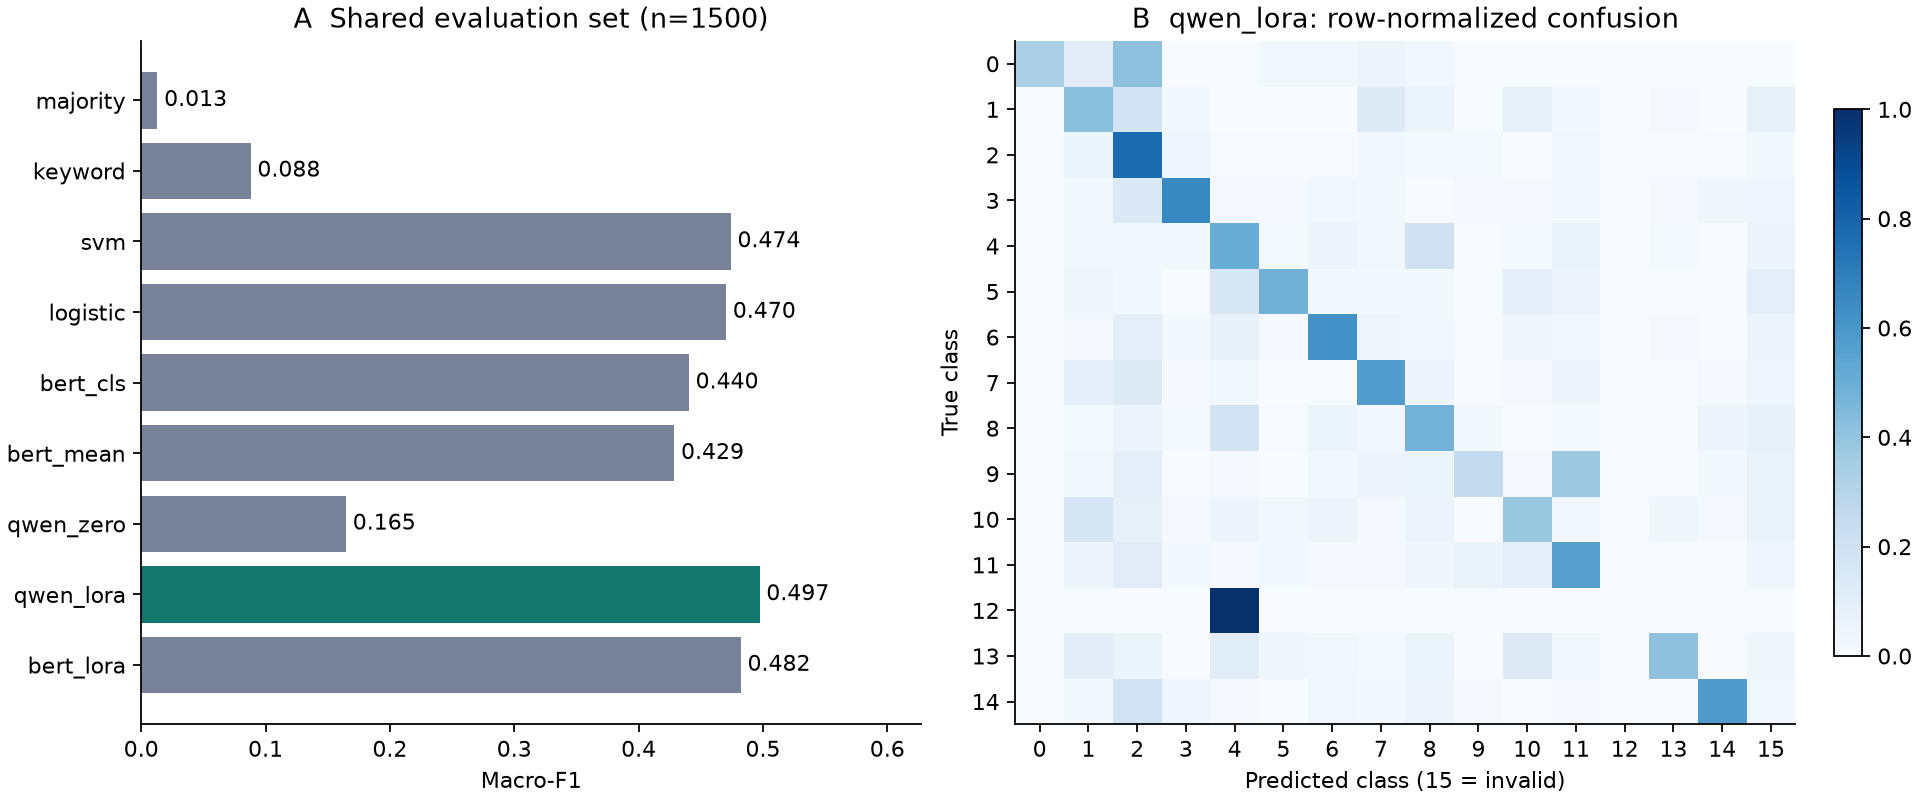 A  Shared evaluation set (n=1500)
majority
0.013
keyword
0.088
svm
0.474
logistic
0.470
bert_cls
0.440
bert_mean
0.429
qwen_zero
0.165
qwen_lora
0.497
bert_lora
0.482
0.0 0.1 0.2 0.3 0.4 0.5 0.6
Macro-F1
B  qwen_lora: row-normalized confusion
True class
0
1
2
3
4
5
6
7
8
9
10
11
12
13
14
0 1 2 3 4 5 6 7 8 9 10 11 12 13 14 15
Predicted class (15 = invalid)
1.0
0.8
0.6
0.4
0.2
0.0